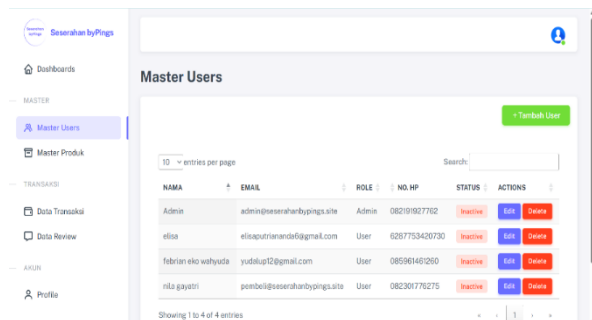 Seserahan byPings
Dashboards
MASTER
Master Users
Master Produk
TRANSAKSI
Data Transaksi
Data Review
AKUN
Profile
Master Users
+ Tambah User
10 entries per page
Search:
NAMA EMAIL ROLE NO. HP STATUS ACTIONS
Admin admin@seserahanbypings.site Admin 082191927762 Inactive Edit Delete
elisa elisaputriananda6@gmail.com User 6287753420730 Inactive Edit Delete
febrian eko wahyuda yudalup12@gmail.com User 085961461260 Inactive Edit Delete
nila gayatri pembeli@seserahanbypings.site User 082301776275 Inactive Edit Delete
Showing 1 to 4 of 4 entries
« ‹ 1 › »